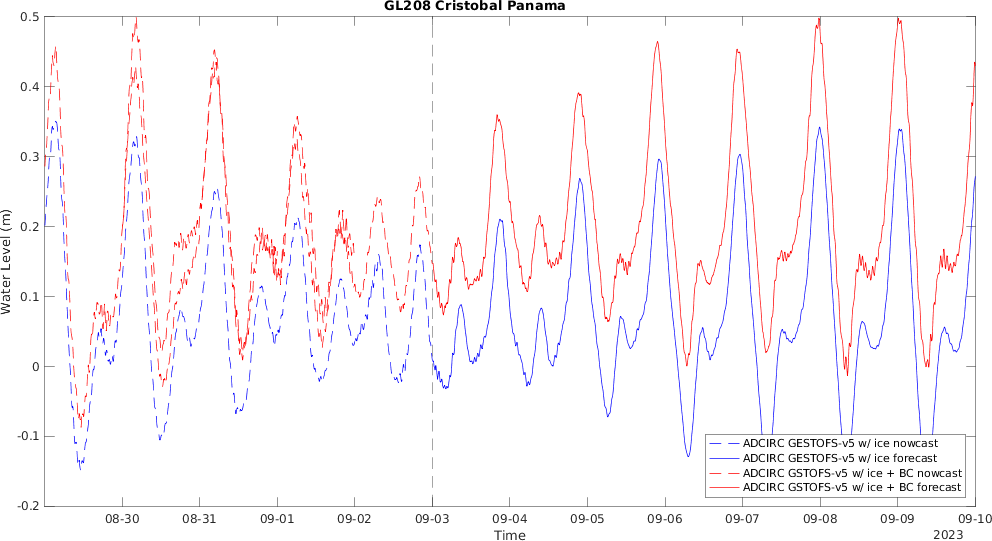 GL208 Cristobal Panama
Water Level (m)
0.5
0.4
0.3
0.2
0.1
0
-0.1
-0.2
ADCIRC GESTOFS-v5 w/ ice nowcast
ADCIRC GESTOFS-v5 w/ ice forecast
ADCIRC GSTOFS-v5 w/ ice + BC nowcast
ADCIRC GSTOFS-v5 w/ ice + BC forecast
08-30 08-31 09-01 09-02 09-03 09-04 09-05 09-06 09-07 09-08 09-09 09-10
Time
2023